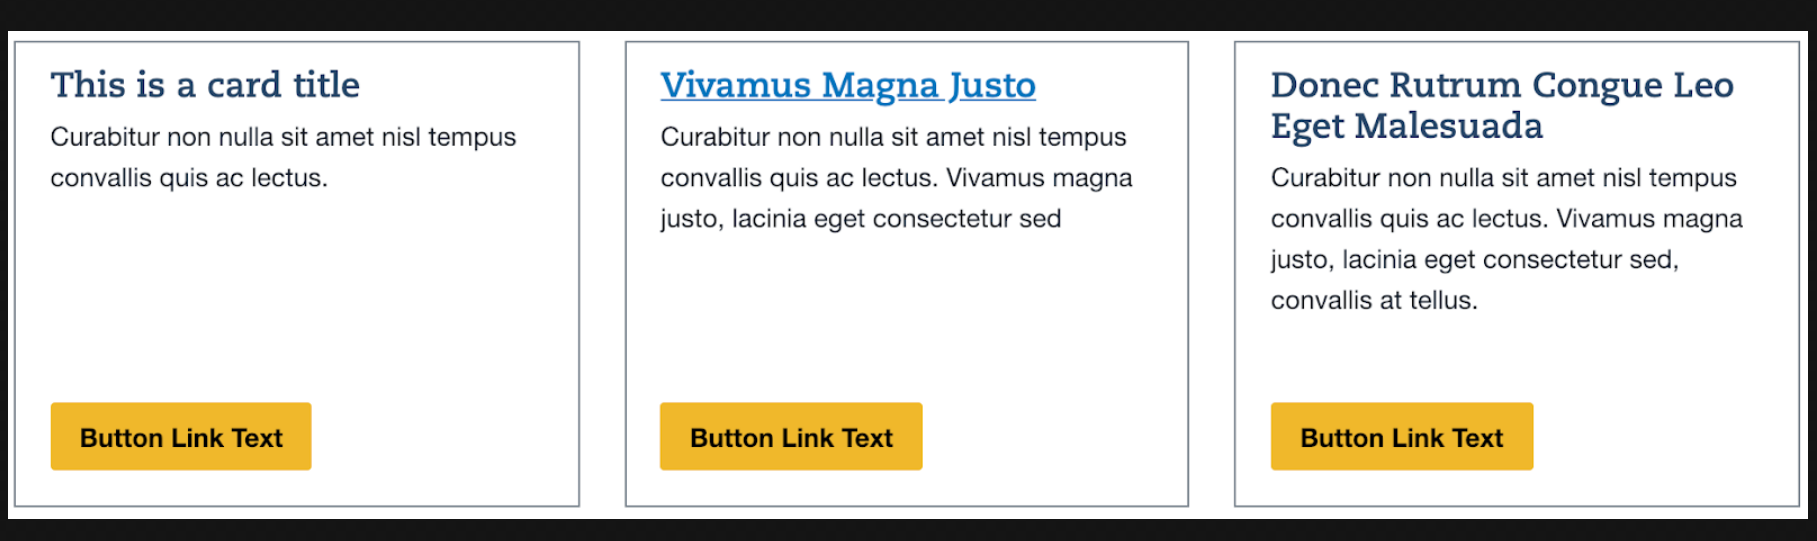 This is a card title
Curabitur non nulla sit amet nisl tempus
convallis quis ac lectus.
Button Link Text
Vivamus Magna Justo
Curabitur non nulla sit amet nisl tempus
convallis quis ac lectus. Vivamus magna
justo, lacinia eget consectetur sed
Button Link Text
Donec Rutrum Congue Leo
Eget Malesuada
Curabitur non nulla sit amet nisl tempus
convallis quis ac lectus. Vivamus magna
justo, lacinia eget consectetur sed,
convallis at tellus.
Button Link Text